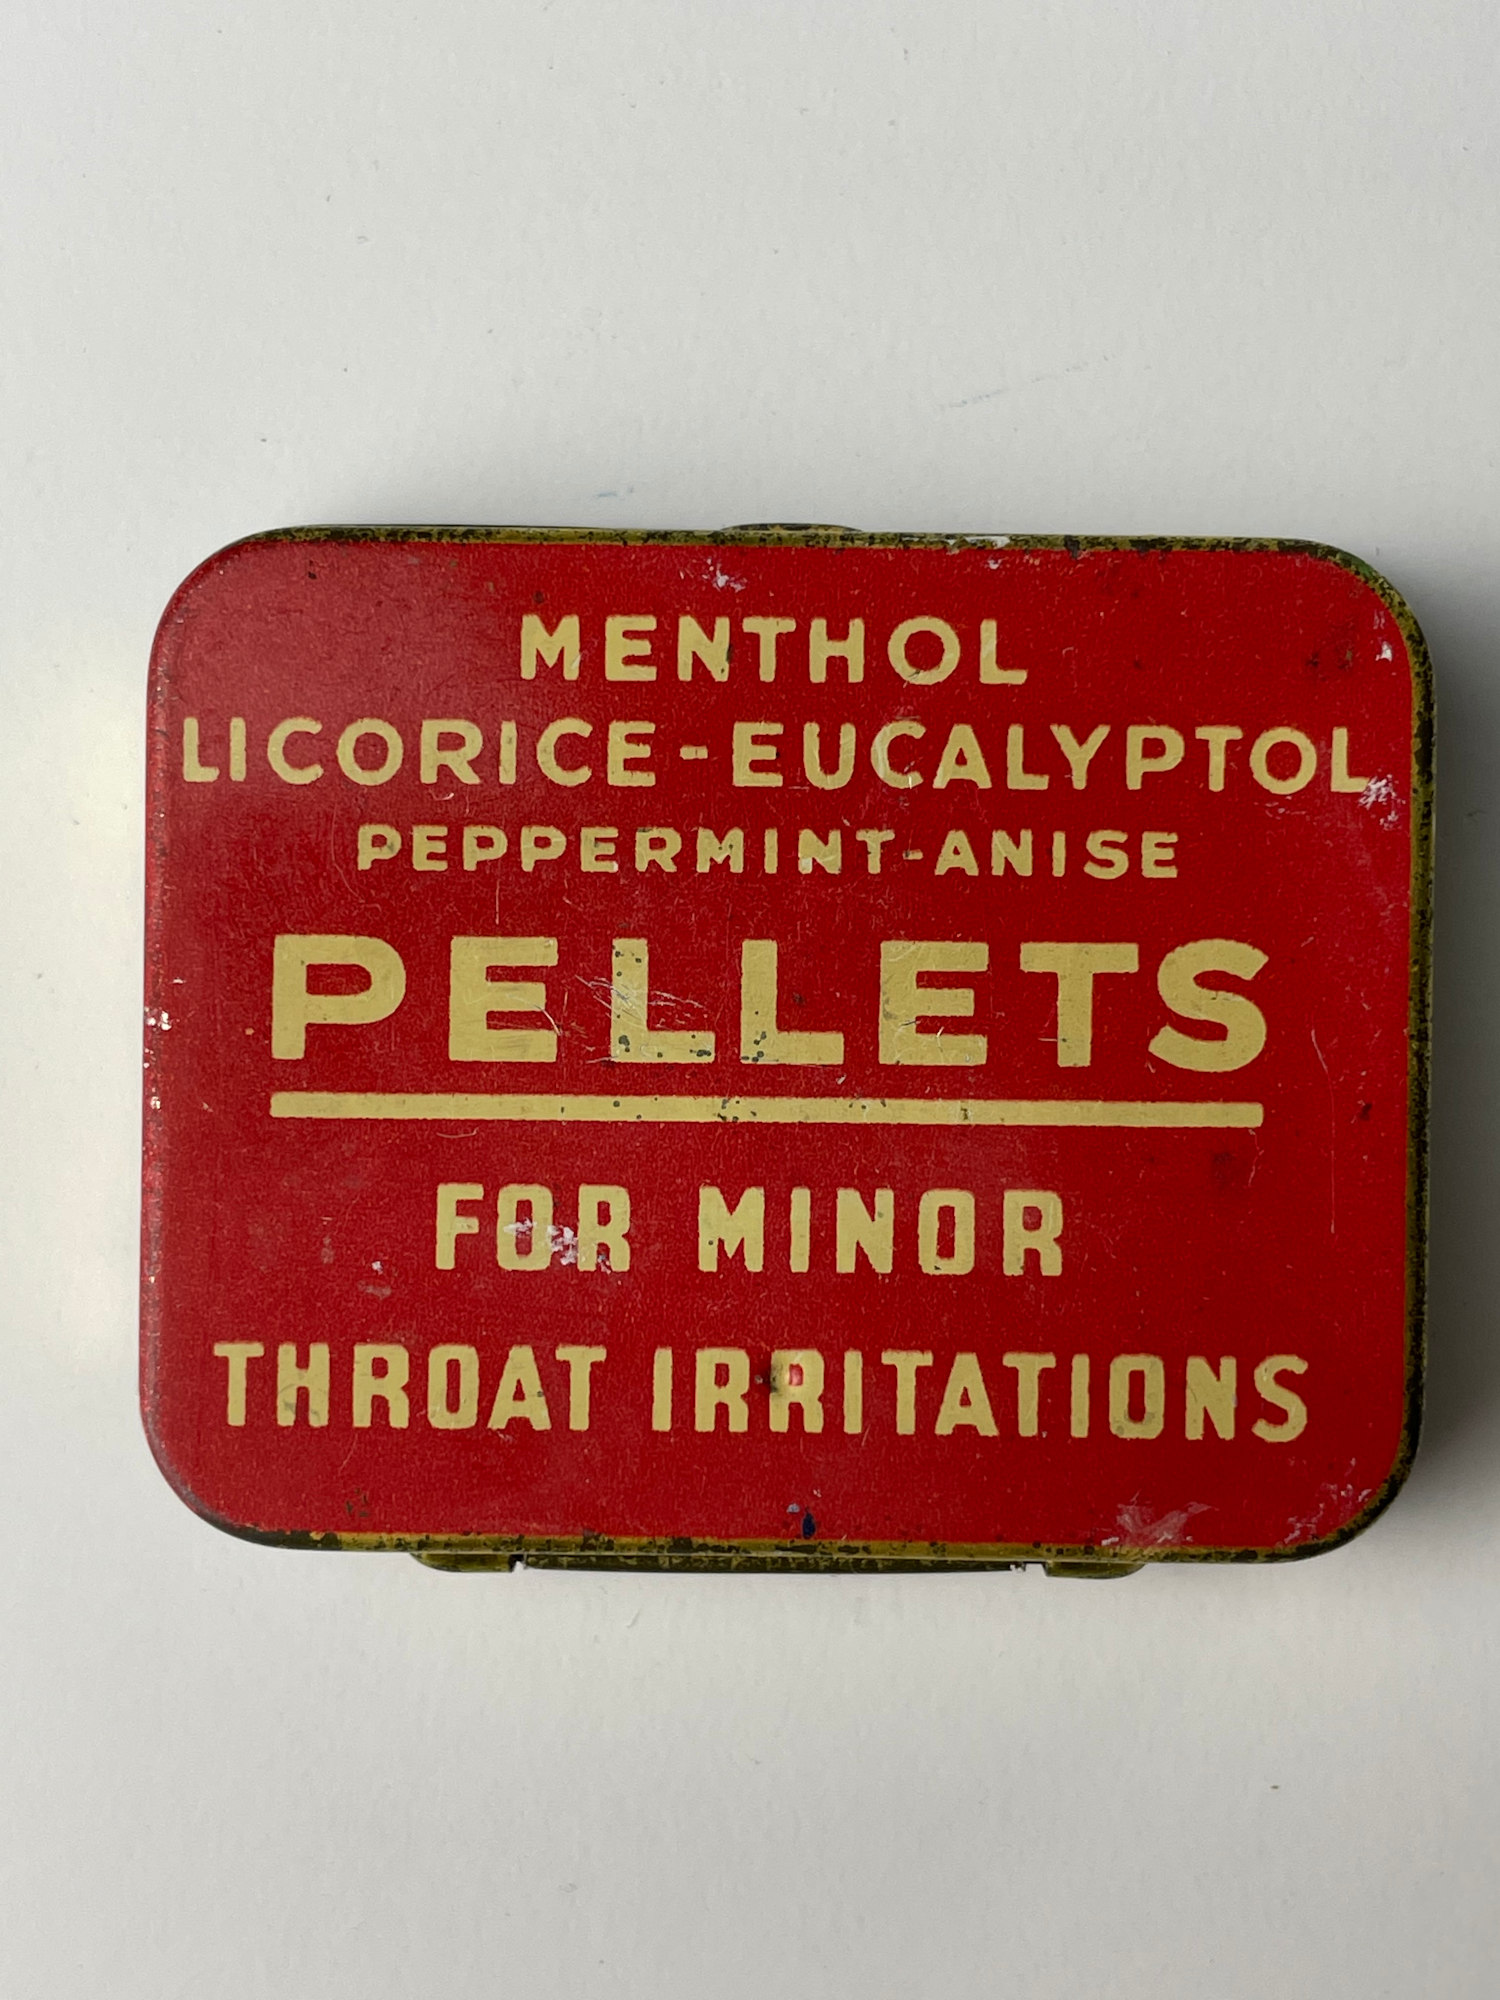 MENTHOL
LICORICE-EUCALYPTOL
PEPPERMINT-ANISE
PELLETS
FOR MINOR
THROAT IRRITATIONS